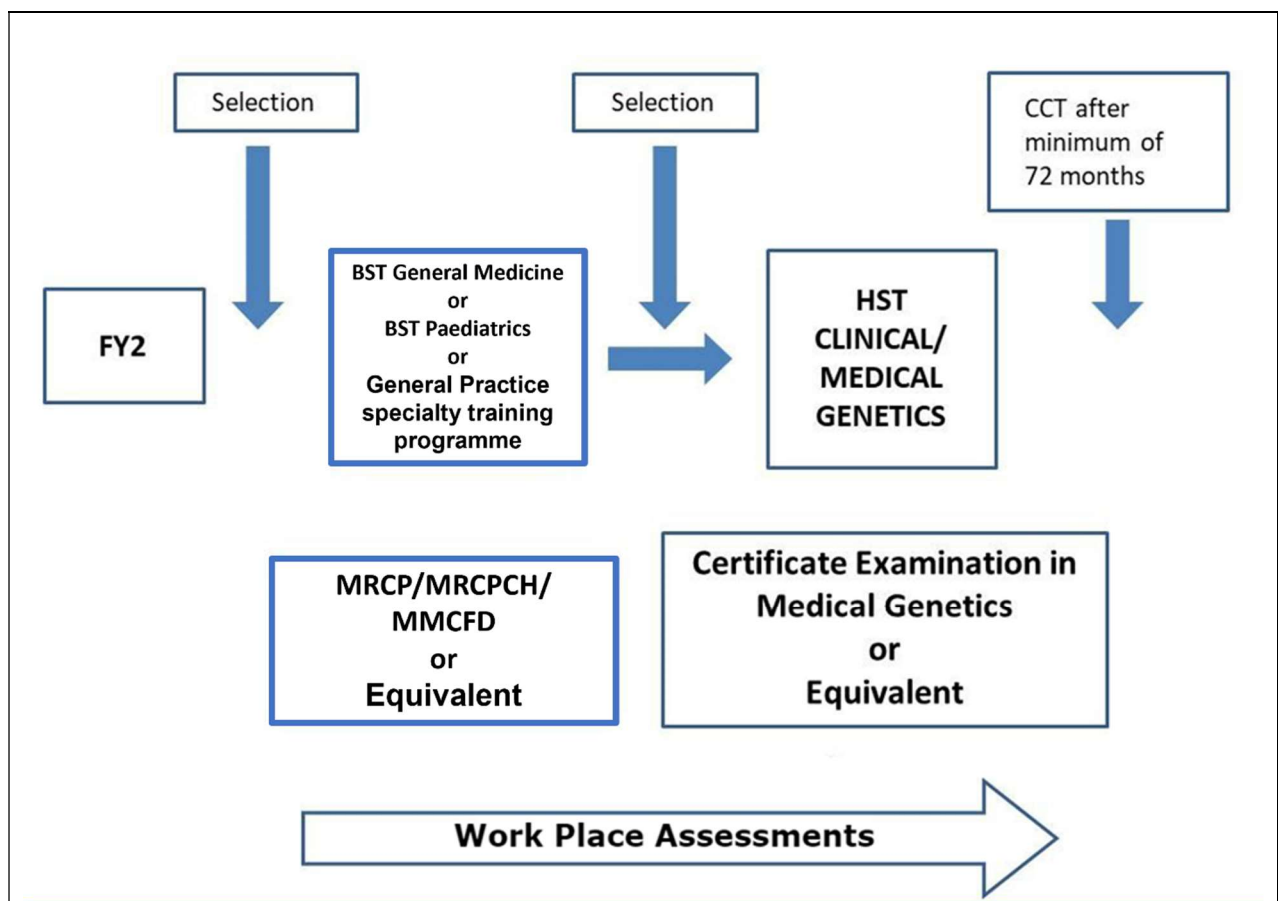 Selection
Selection
CCT after
minimum of
72 months
FY2
BST General Medicine
or
BST Paediatrics
or
General Practice
specialty training
programme
HST
CLINICAL/
MEDICAL
GENETICS
MRCP/MRCPCH/
MMCFD
or
Equivalent
Certificate Examination in
Medical Genetics
or
Equivalent
Work Place Assessments